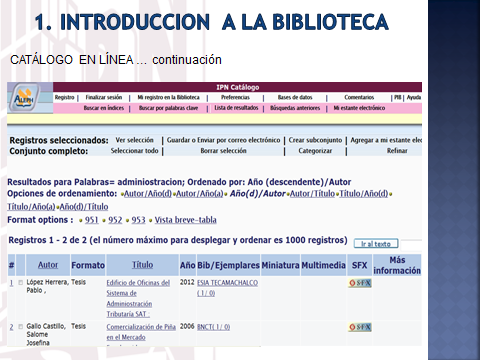 1. INTRODUCCION A LA BIBLIOTECA
CATÁLOGO EN LÍNEA … continuación
IPN Catálogo
ALEPH
Registro | Finalizar sesión | Mi registro en la Biblioteca | Preferencias | Bases de datos | Comentarios | PIB | Ayuda
Buscar en índices | Buscar por palabras clave | Lista de resultados | Búsquedas anteriores | Mi estante electrónico
Registros seleccionados: Ver selección | Guardar o Enviar por correo electrónico | Crear subconjunto | Agregar a mi estante elec
Conjunto completo: Seleccionar todo | Borrar selección | Categorizar | Refinar
Resultados para Palabras= administracion; Ordenado por: Año (descendente)/Autor
Opciones de ordenamiento: Autor/Año(d) Autor/Año(a) Año(d)/Autor Autor/Título Título/Año(d)
Título/Año(a) Año(d)/Título
Format options : 951 952 953 Vista breve-tabla
Registros 1 - 2 de 2 (el número máximo para desplegar y ordenar es 1000 registros) Ir al texto
# Autor Formato Título Año Bib/Ejemplares Miniatura Multimedia SFX Más información
1 López Herrera, Pablo , Tesis Edificio de Oficinas del Sistema de Administración Tributaria SAT : 2012 ESIA TECAMACHALCO ( 1/ 0) S·F·X
2 Gallo Castillo, Salome Josefina Tesis Comercialización de Piña en el Mercado 2006 BNCT( 1/ 0) S·F·X